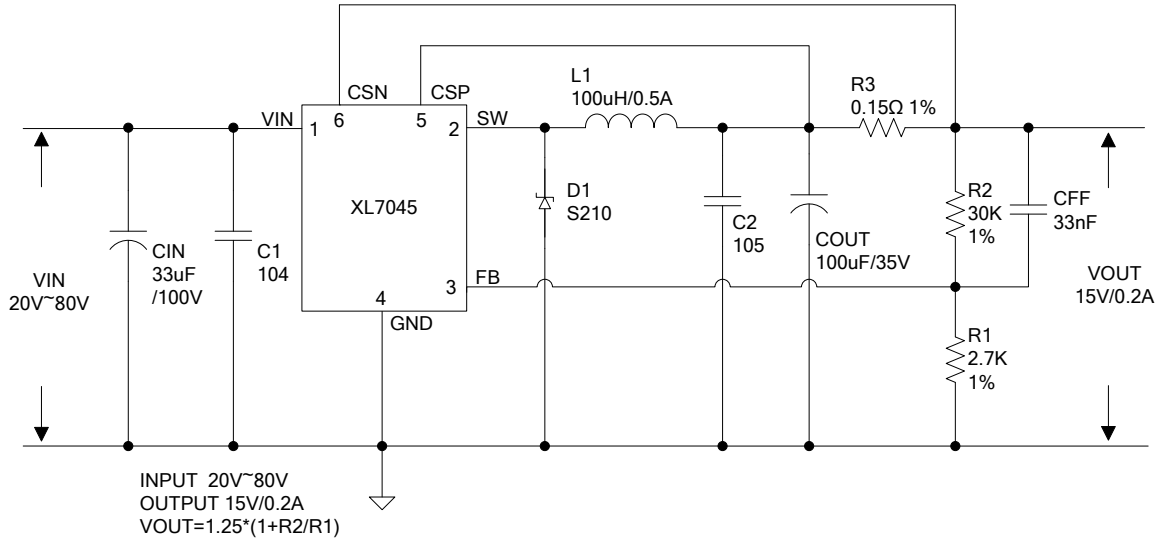 CSN
CSP
VIN
1
6
5
2
SW
L1
100uH/0.5A
R3
0.15Ω 1%
XL7045
D1
S210
C2
105
COUT
100uF/35V
R2
30K
1%
CFF
33nF
VIN
20V~80V
CIN
33uF
/100V
C1
104
3
FB
4
GND
R1
2.7K
1%
VOUT
15V/0.2A
INPUT 20V~80V
OUTPUT 15V/0.2A
VOUT=1.25*(1+R2/R1)